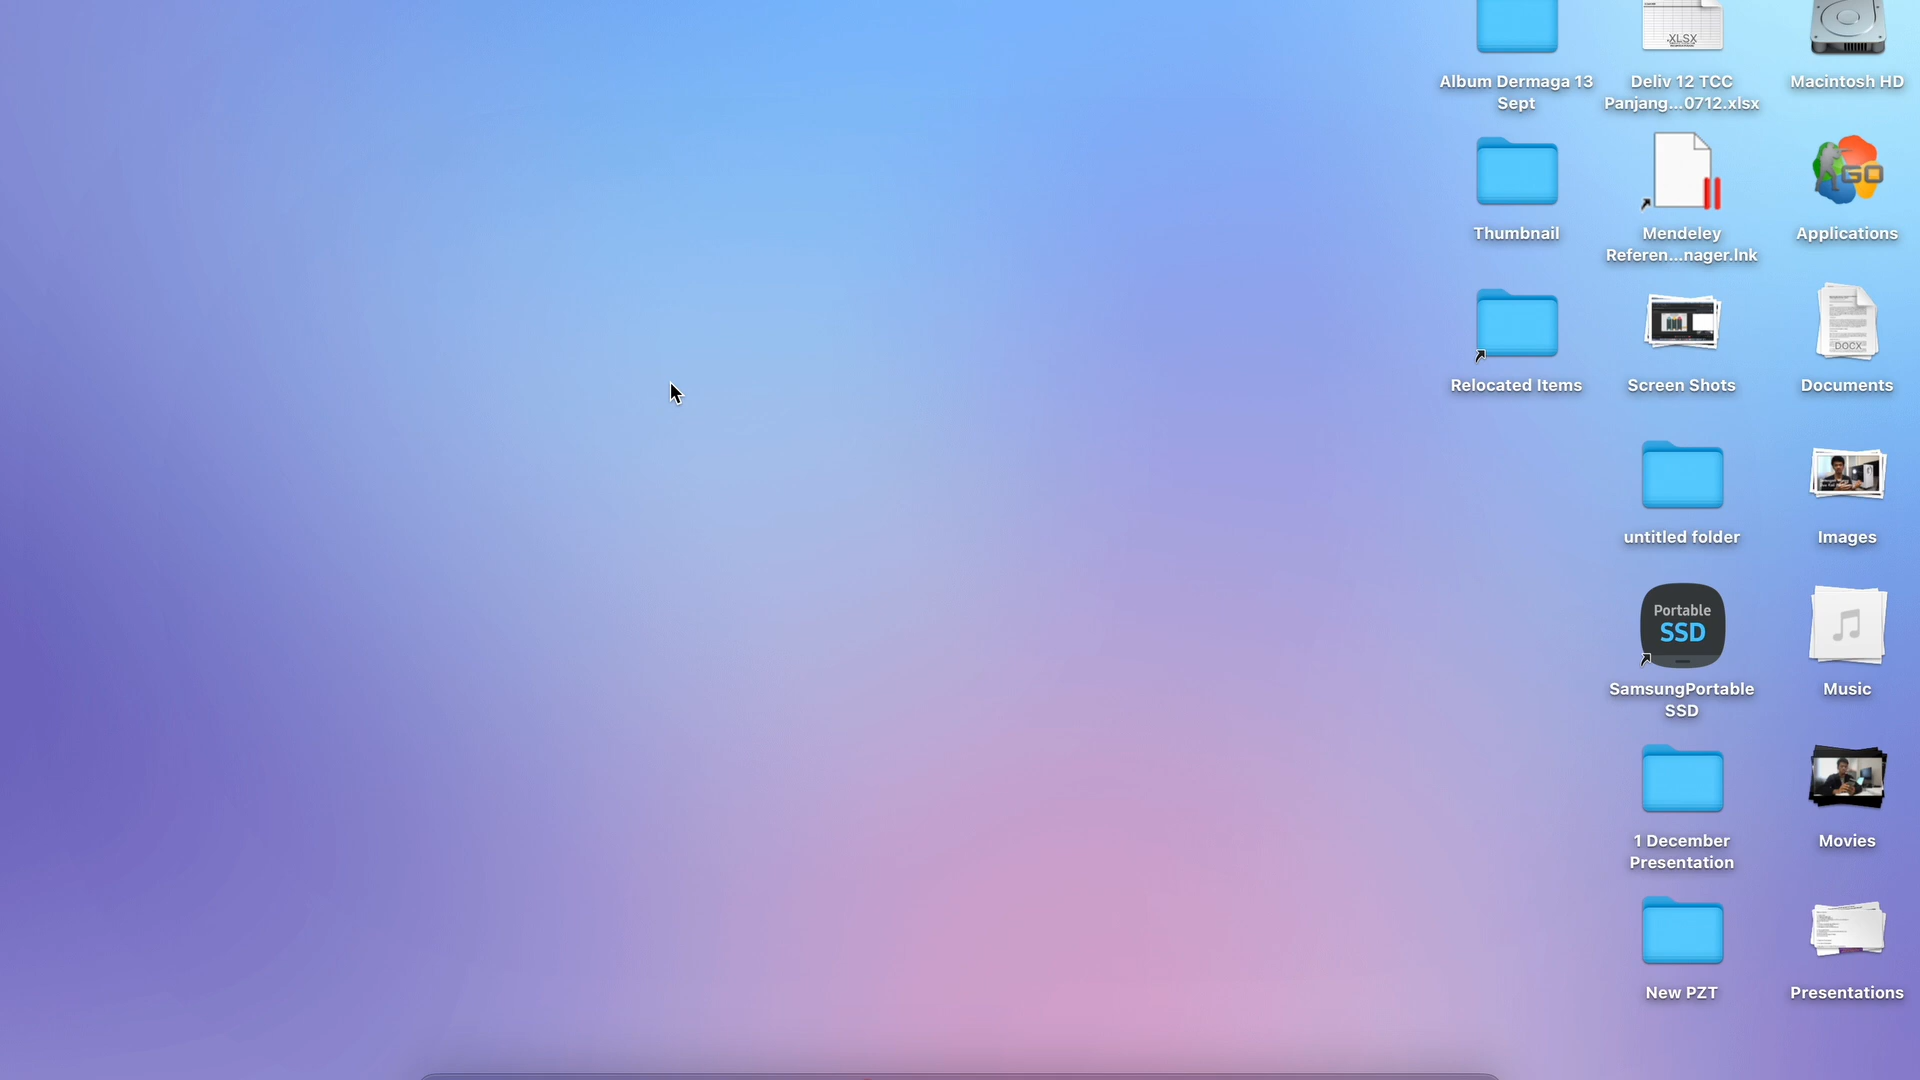 Album Dermaga 13
Sept
.XLSX
Deliv 12 TCC
Panjang...0712.xlsx
Macintosh HD
Thumbnail
Mendeley
Referen...nager.lnk
GO
Applications
Relocated Items
Screen Shots
DOCX
Documents
untitled folder
Images
Portable
SSD
SamsungPortable
SSD
Music
1 December
Presentation
Movies
New PZT
Presentations